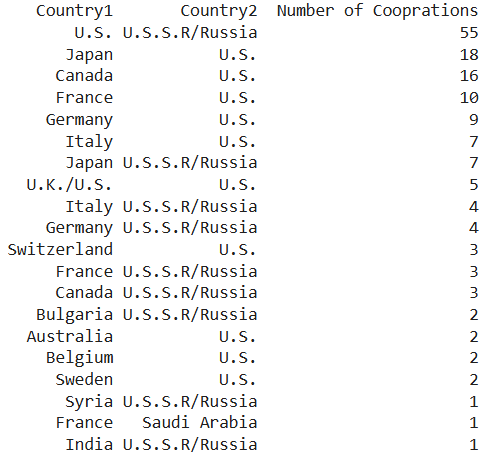 Country1 Country2 Number of Cooprations
U.S. U.S.S.R/Russia 55
Japan U.S. 18
Canada U.S. 16
France U.S. 10
Germany U.S. 9
Italy U.S. 7
Japan U.S.S.R/Russia 7
U.K./U.S. U.S. 5
Italy U.S.S.R/Russia 4
Germany U.S.S.R/Russia 4
Switzerland U.S. 3
France U.S.S.R/Russia 3
Canada U.S.S.R/Russia 3
Bulgaria U.S.S.R/Russia 2
Australia U.S. 2
Belgium U.S. 2
Sweden U.S. 2
Syria U.S.S.R/Russia 1
France Saudi Arabia 1
India U.S.S.R/Russia 1